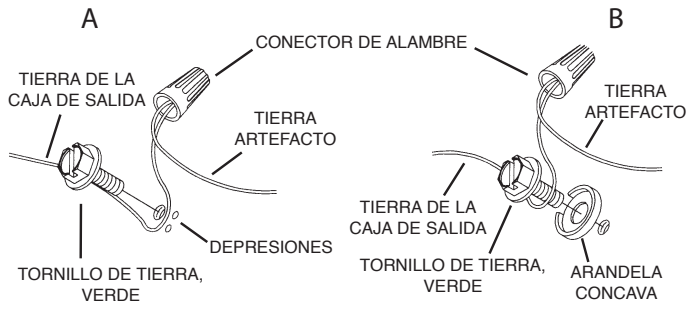 A
B
CONECTOR DE ALAMBRE
TIERRA DE LA
CAJA DE SALIDA
TIERRA
ARTEFACTO
TIERRA
ARTEFACTO
DEPRESIONES
TORNILLO DE TIERRA,
VERDE
TIERRA DE LA
CAJA DE SALIDA
TORNILLO DE TIERRA,
VERDE
ARANDELA
CONCAVA